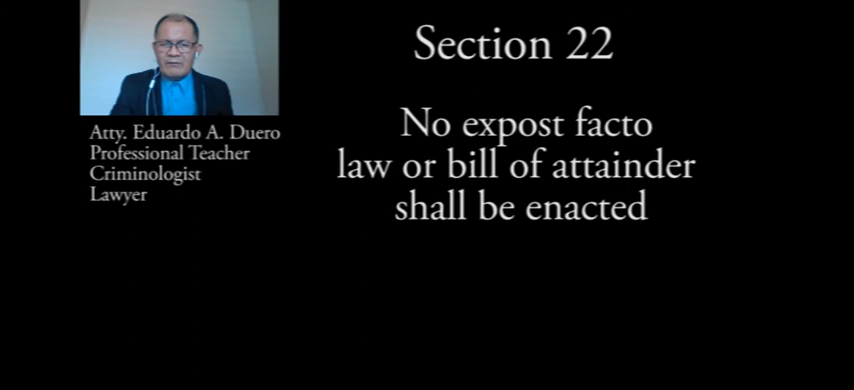 Section 22
No expost facto
law or bill of attainder
shall be enacted
Atty. Eduardo A. Duero
Professional Teacher
Criminologist
Lawyer